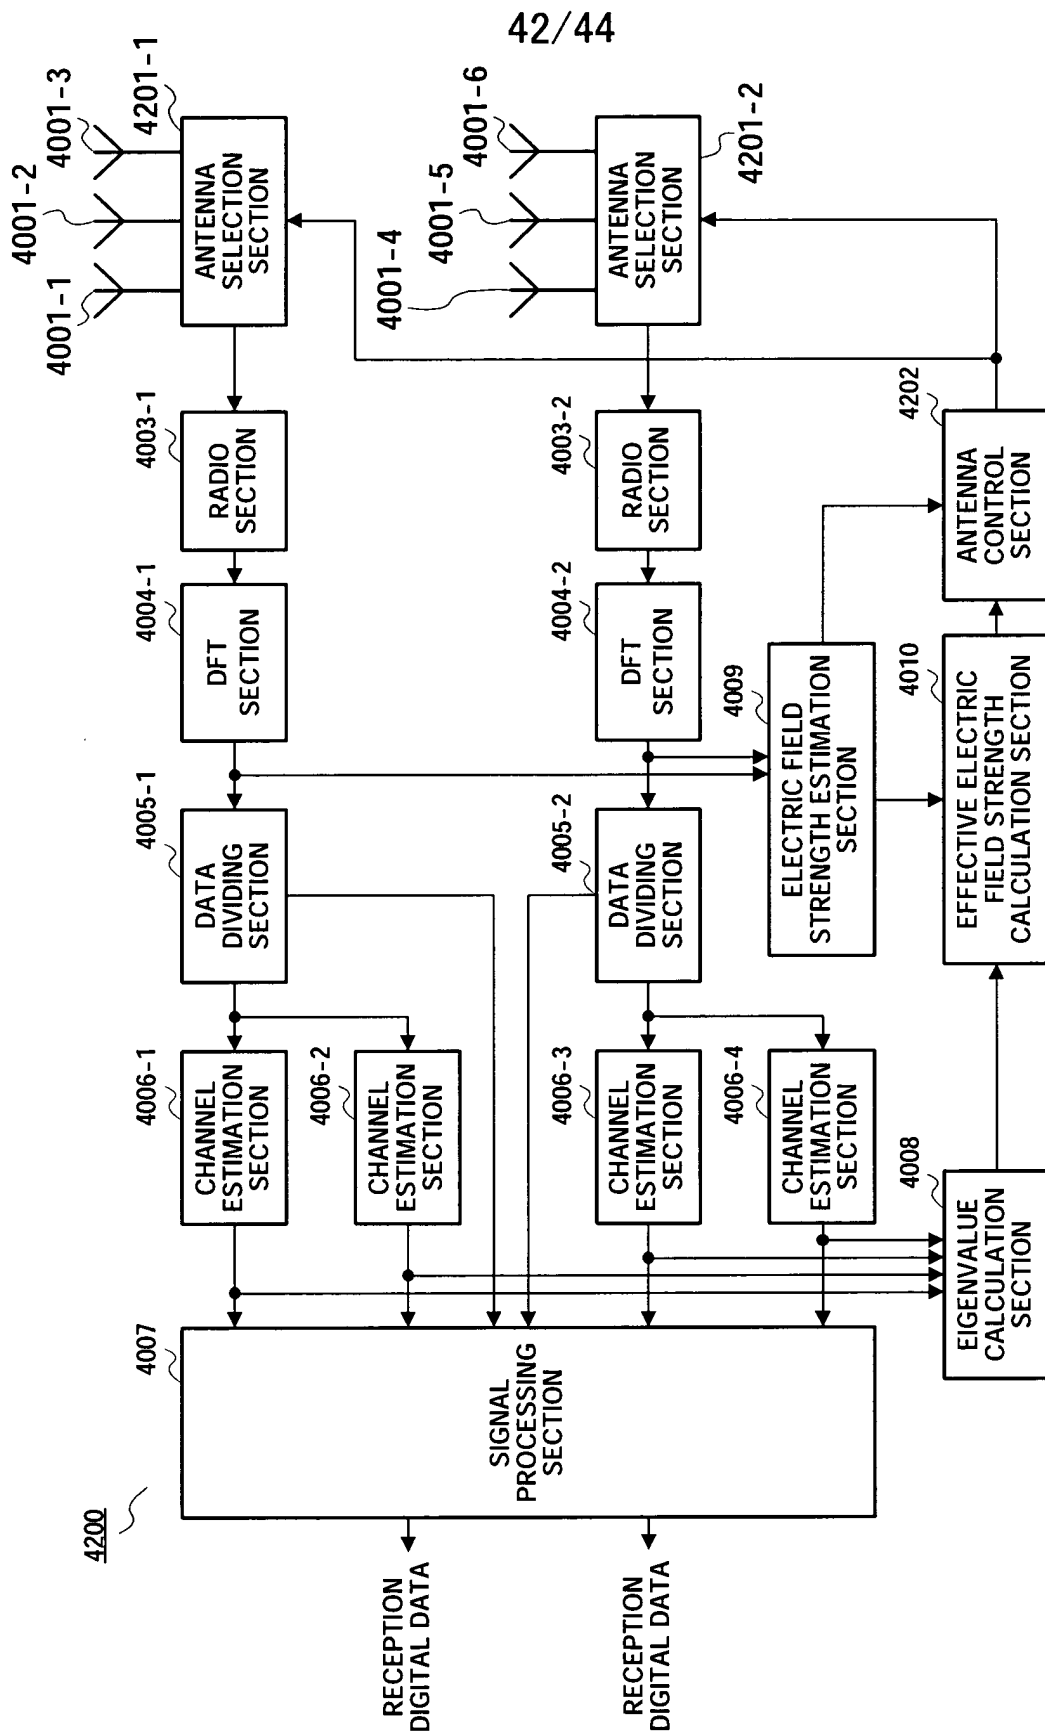 42/44
4200
4001-1
4001-2
4001-3
4201-1
ANTENNA
SELECTION
SECTION
4003-1
RADIO
SECTION
4004-1
DFT
SECTION
4005-1
DATA
DIVIDING
SECTION
4006-1
CHANNEL
ESTIMATION
SECTION
4006-2
CHANNEL
ESTIMATION
SECTION
4007
SIGNAL
PROCESSING
SECTION
RECEPTION
DIGITAL DATA
RECEPTION
DIGITAL DATA
4001-4
4001-5
4001-6
4201-2
ANTENNA
SELECTION
SECTION
4003-2
RADIO
SECTION
4004-2
DFT
SECTION
4005-2
DATA
DIVIDING
SECTION
4006-3
CHANNEL
ESTIMATION
SECTION
4006-4
CHANNEL
ESTIMATION
SECTION
4009
ELECTRIC FIELD
STRENGTH ESTIMATION
SECTION
4008
EIGENVALUE
CALCULATION
SECTION
4010
EFFECTIVE ELECTRIC
FIELD STRENGTH
CALCULATION SECTION
4202
ANTENNA
CONTROL
SECTION